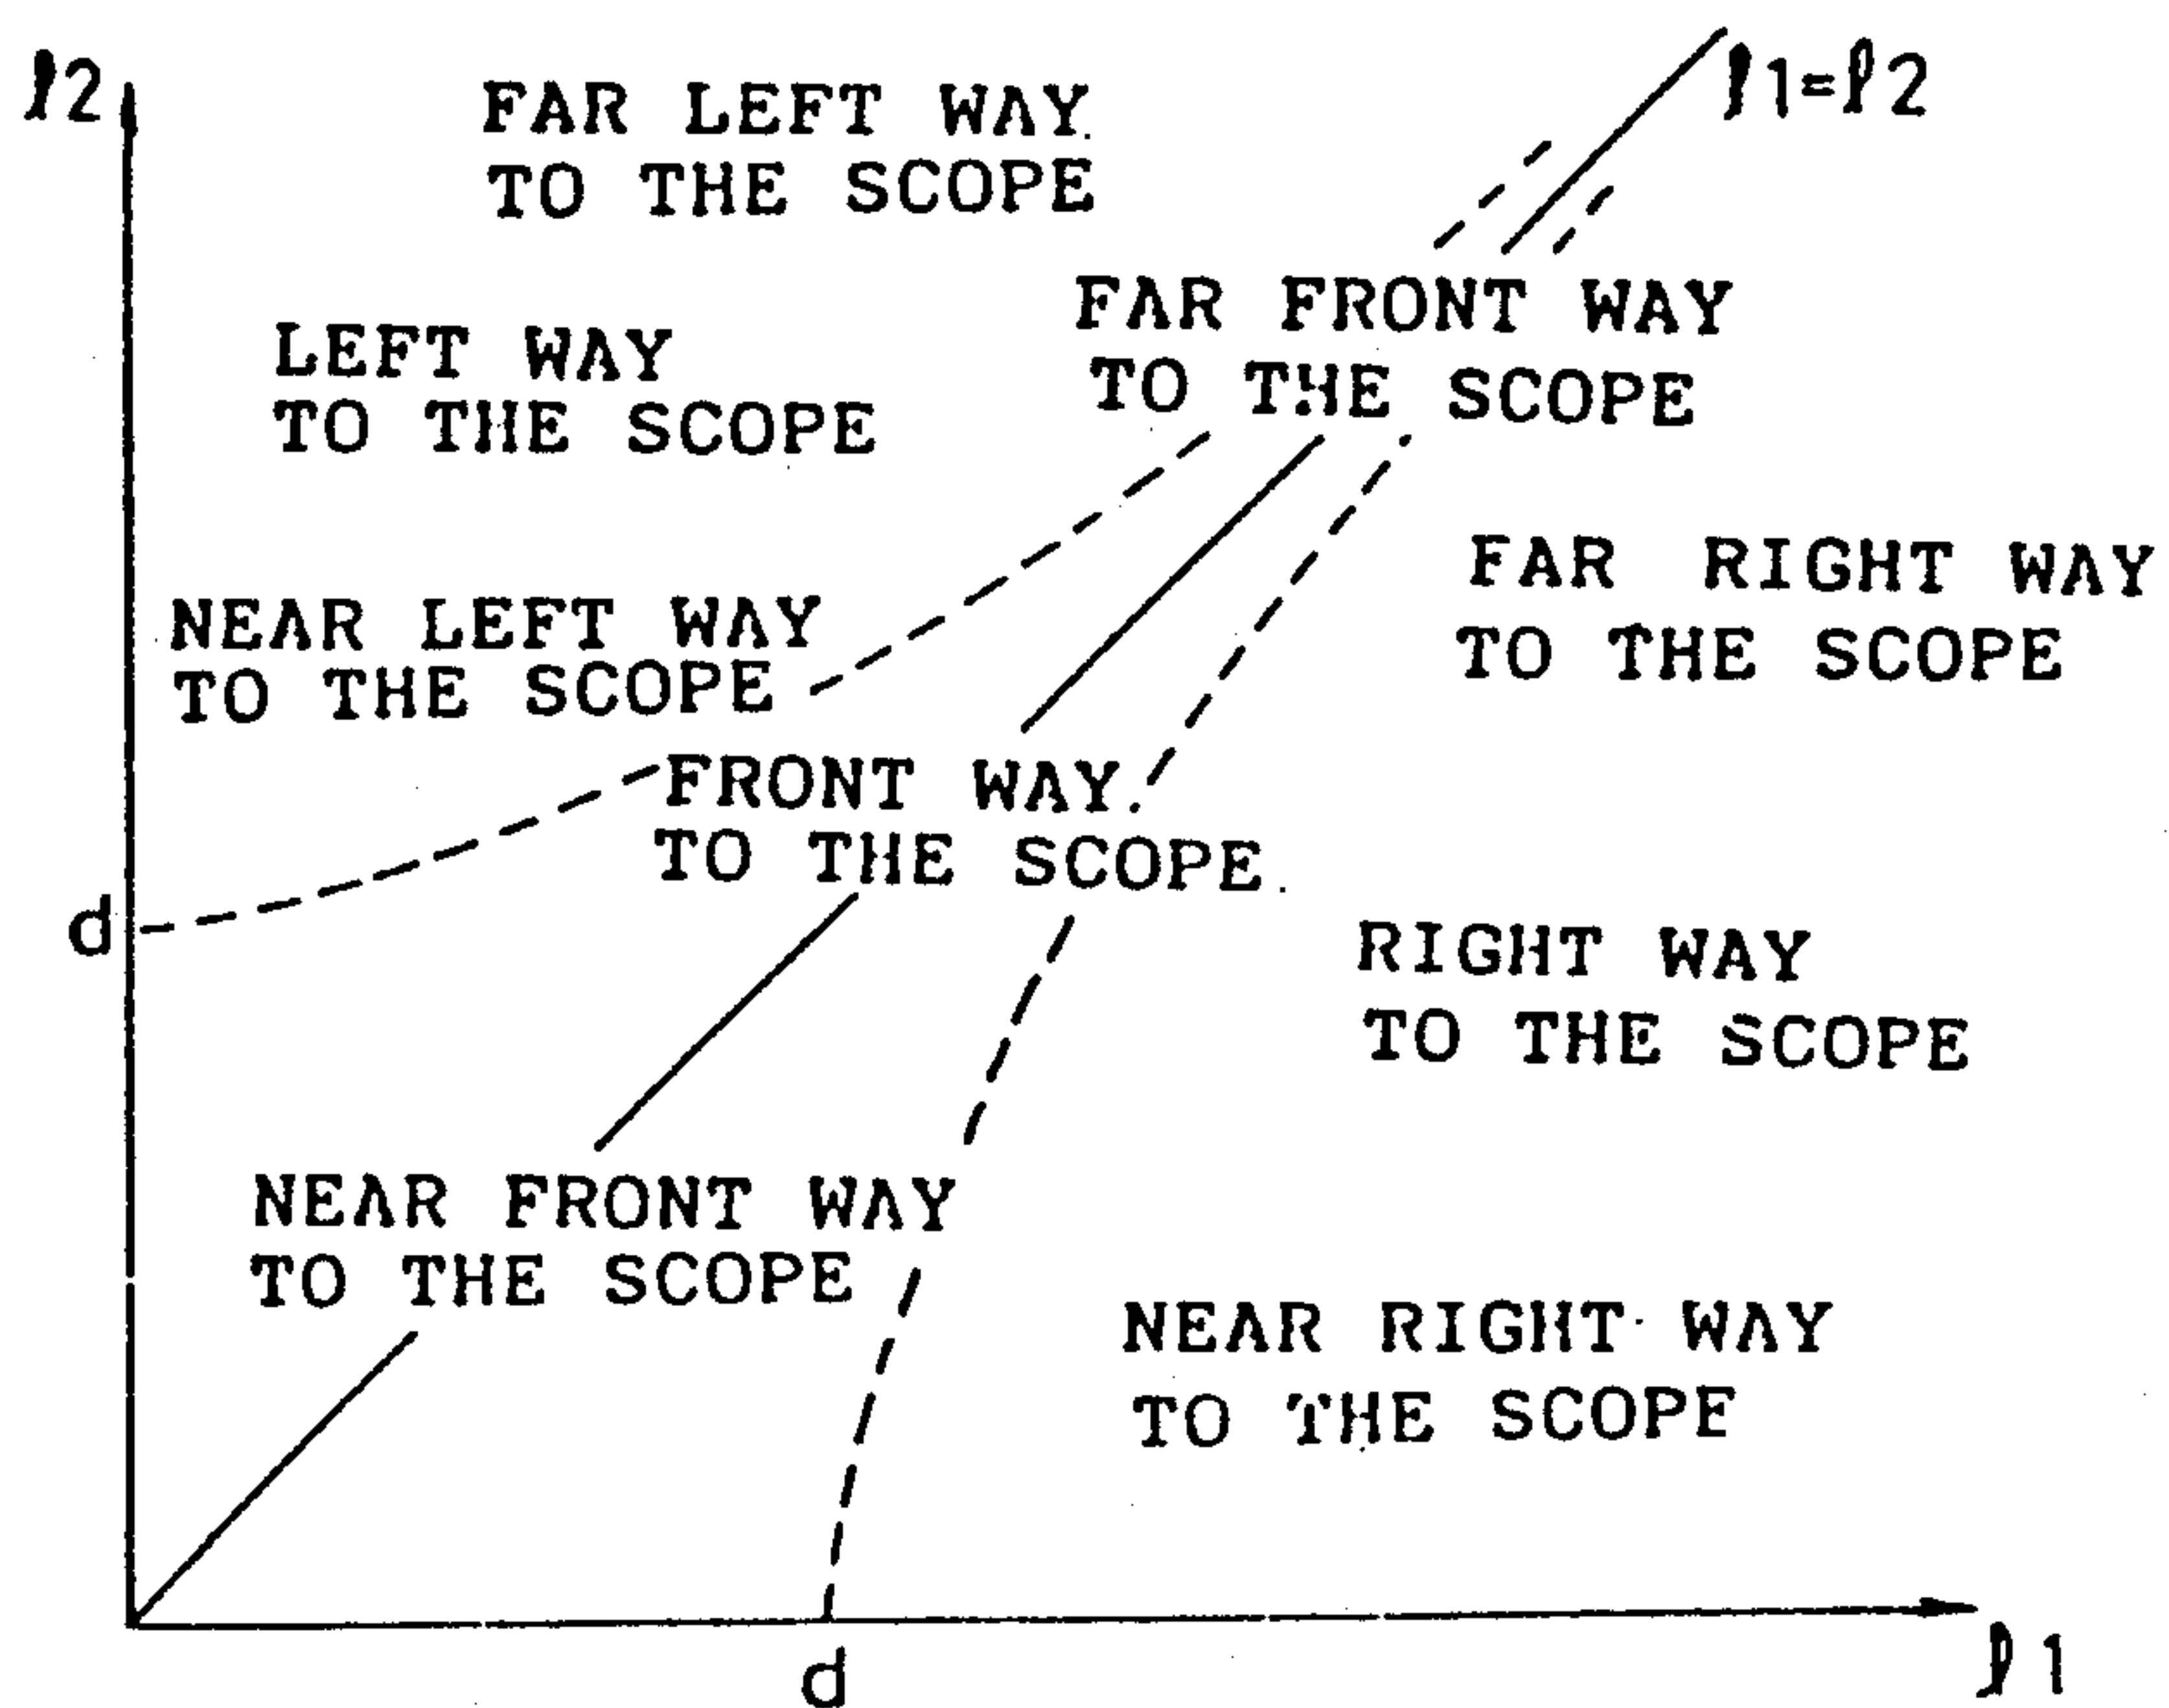 ℓ2
FAR LEFT WAY
TO THE SCOPE
ℓ1=ℓ2
FAR FRONT WAY
TO THE SCOPE
LEFT WAY
TO THE SCOPE
FAR RIGHT WAY
TO THE SCOPE
NEAR LEFT WAY
TO THE SCOPE
FRONT WAY
TO THE SCOPE
d
RIGHT WAY
TO THE SCOPE
NEAR FRONT WAY
TO THE SCOPE
NEAR RIGHT WAY
TO THE SCOPE
d
ℓ1